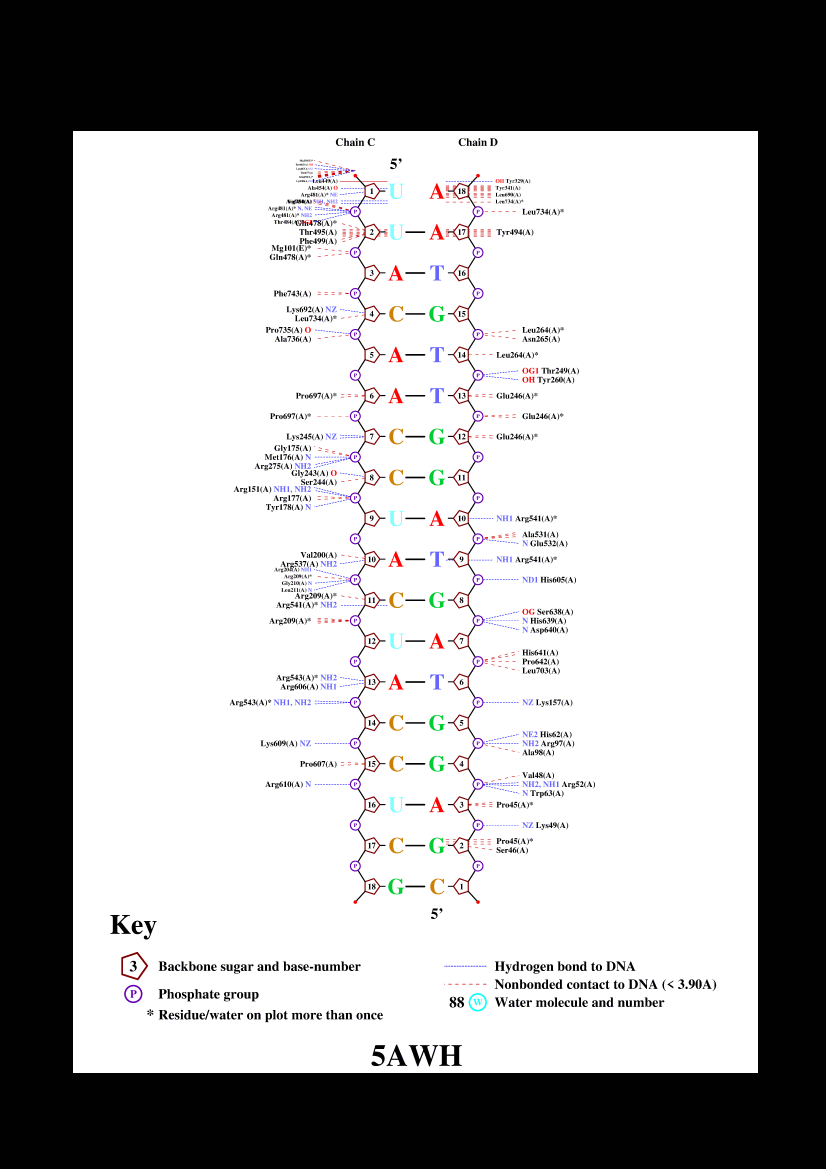 Chain C Chain D
5'
Leu449(A) OH Tyr329(A)
Ala454(A) O Tyr341(A)
1 U A 18 Leu690(A)
Arg481(A)* NE
Leu734(A)*
Arg481(A)* N, NE P P Leu734(A)*
Arg481(A)* NH2
Gln478(A)*
Thr495(A) 2 U A 17 Tyr494(A)
Phe499(A)
Mg101(E)* P P
Gln478(A)*
3 A T 16
Phe743(A) P P
Lys692(A) NZ 4 C G 15
Leu734(A)*
Pro735(A) O P P Leu264(A)*
Ala736(A) Asn265(A)
5 A T 14 Leu264(A)*
P P OG1 Thr249(A)
OH Tyr260(A)
Pro697(A)* 6 A T 13 Glu246(A)*
Pro697(A)* P P Glu246(A)*
Lys245(A) NZ 7 C G 12 Glu246(A)*
Gly175(A)
Met176(A) N P P
Arg275(A) NH2
Gly243(A) O 8 C G 11
Ser244(A)
Arg151(A) NH1, NH2
Arg177(A) P P
Tyr178(A) N
9 U A 10 NH1 Arg541(A)*
P P Ala531(A)
N Glu532(A)
Val200(A) 10 A T 9 NH1 Arg541(A)*
Arg537(A) NH2
Arg204(A) NH1
Arg209(A)* P P ND1 His605(A)
Gly210(A) N
Leu211(A) N
Arg209(A)* 11 C G 8
Arg541(A)* NH2
OG Ser638(A)
Arg209(A)* P P N His639(A)
N Asp640(A)
12 U A 7
His641(A)
P P Pro642(A)
Leu703(A)
Arg543(A)* NH2 13 A T 6
Arg606(A) NH1
Arg543(A)* NH1, NH2 P P NZ Lys157(A)
14 C G 5
NE2 His62(A)
Lys609(A) NZ P P NH2 Arg97(A)
Ala98(A)
Pro607(A) 15 C G 4
Val48(A)
Arg610(A) N P P NH2, NH1 Arg52(A)
N Trp63(A)
16 U A 3 Pro45(A)*
P P NZ Lys49(A)
17 C G 2 Pro45(A)*
Ser46(A)
P P
18 G C 1
5'
Key
3 Backbone sugar and base-number
P Phosphate group
* Residue/water on plot more than once
Hydrogen bond to DNA
Nonbonded contact to DNA (< 3.90A)
88 W Water molecule and number
5AWH